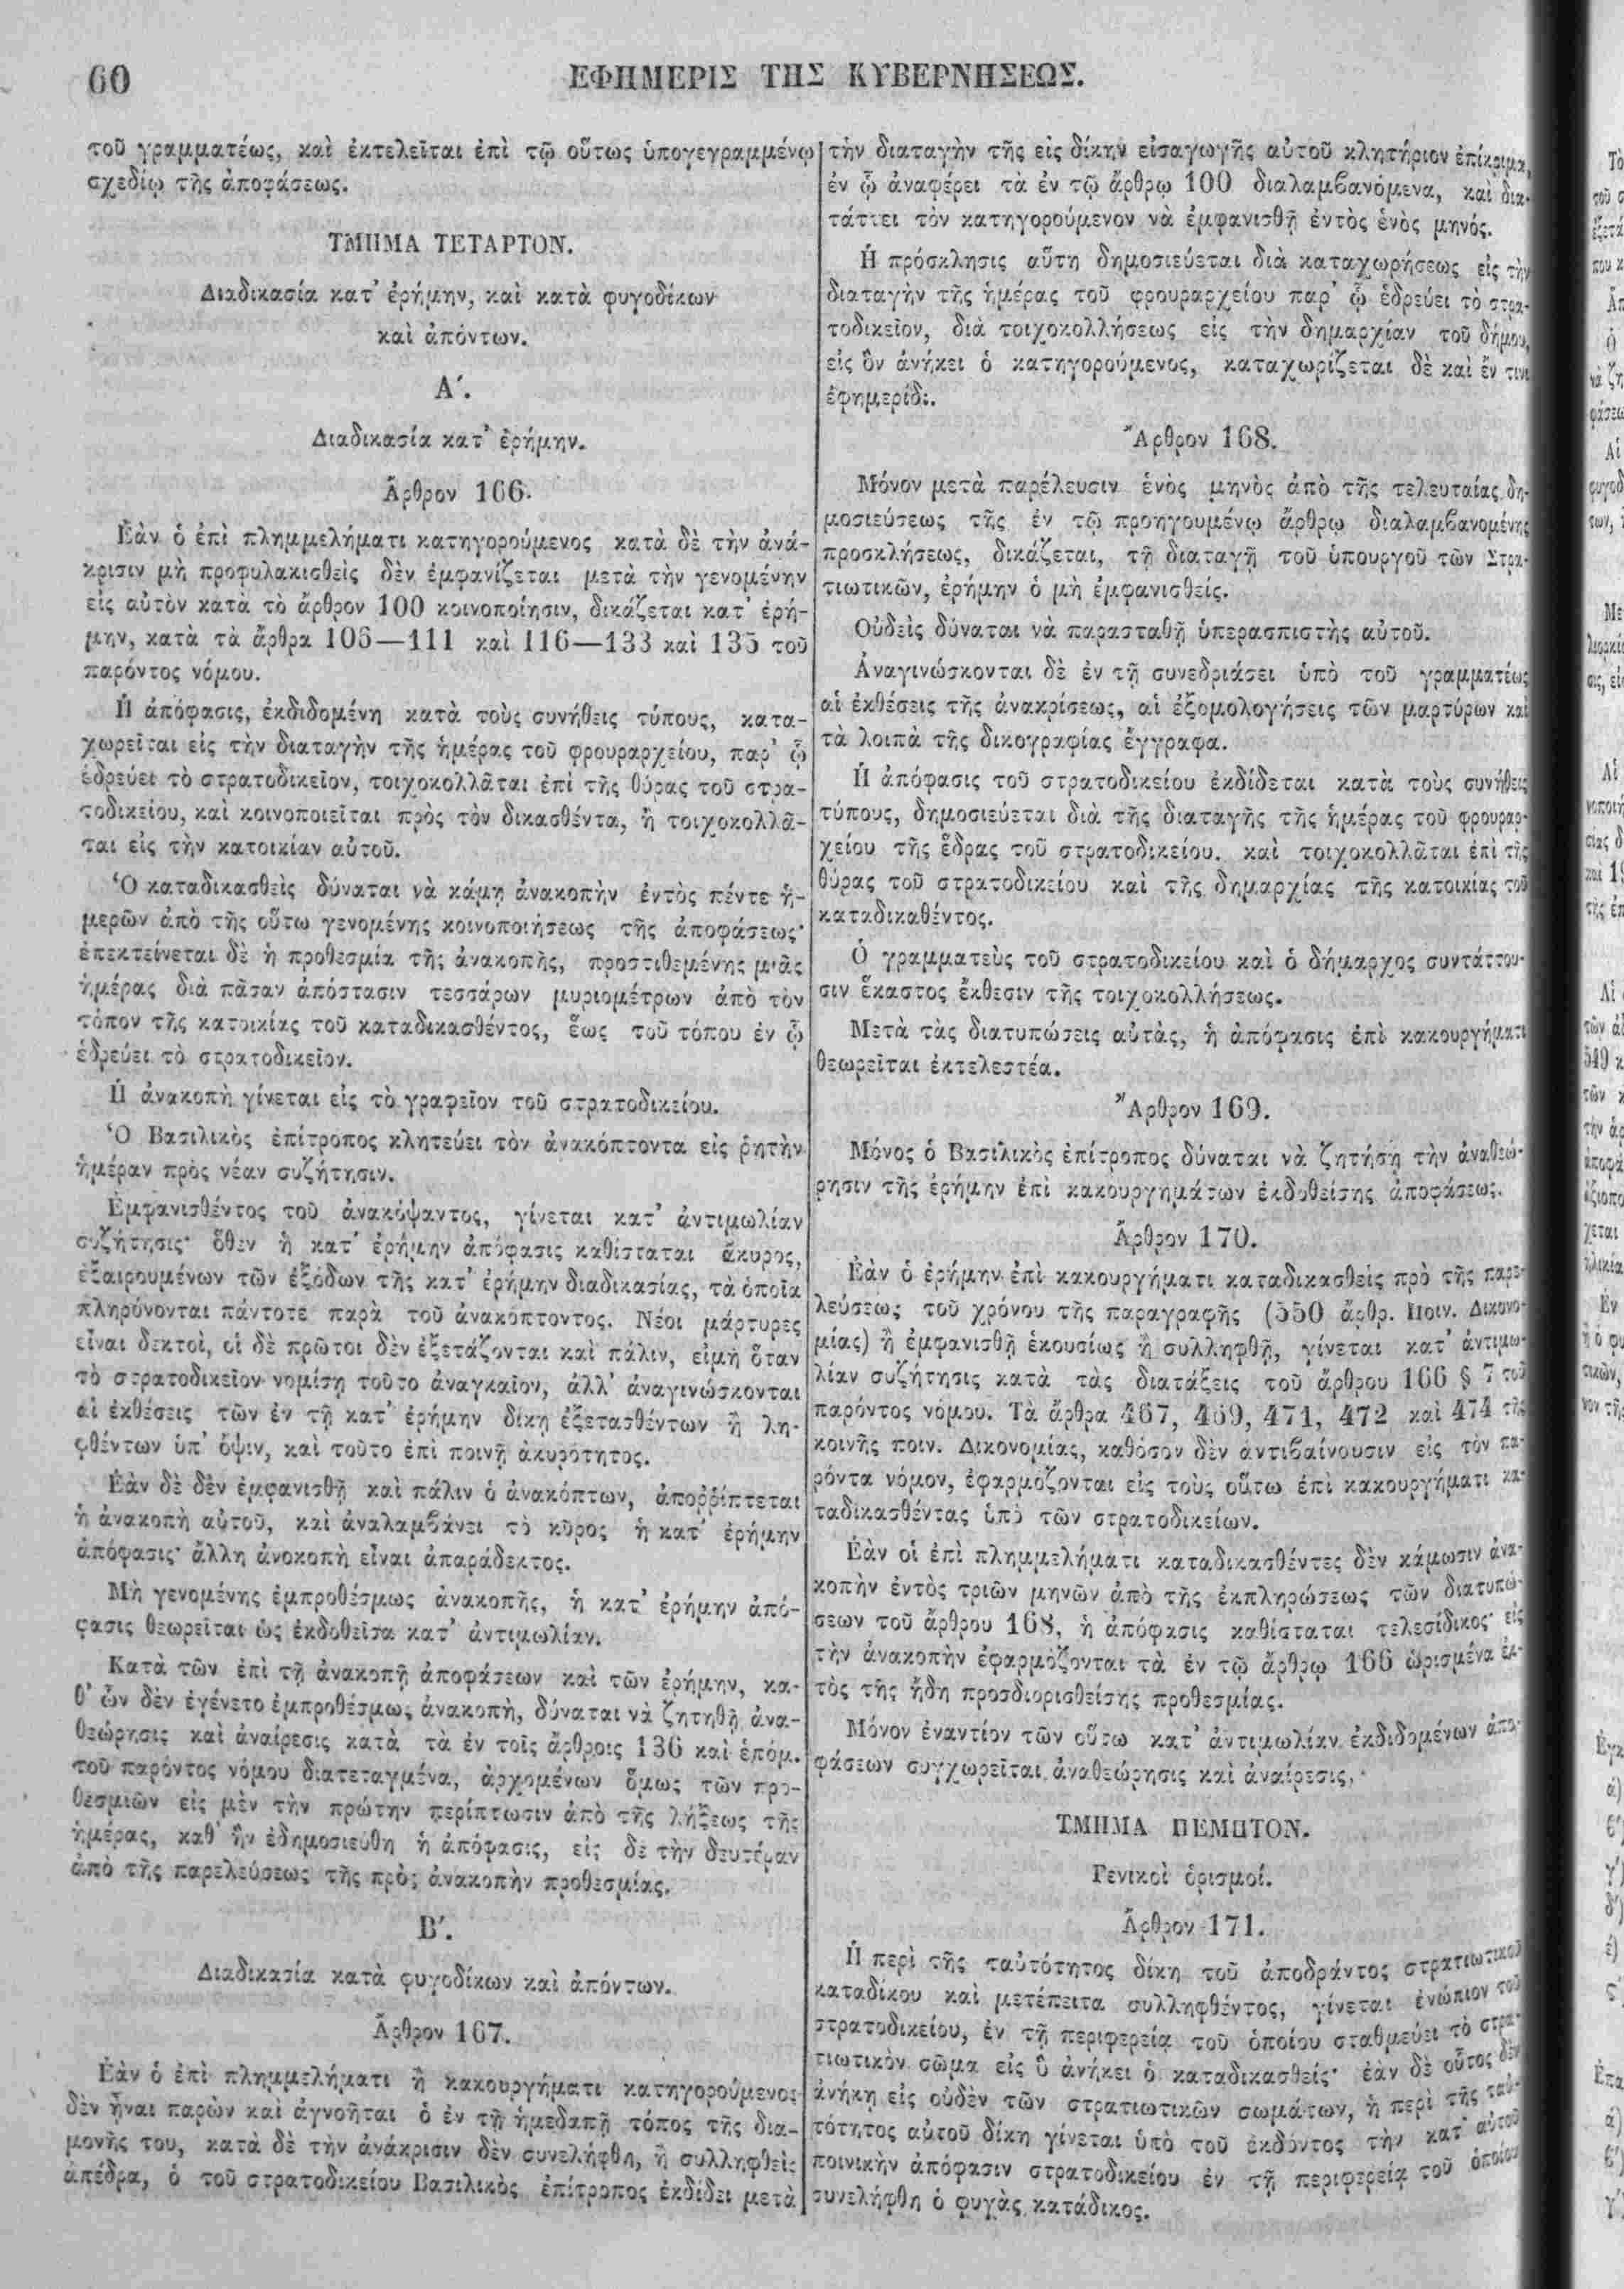 60
ΕΦΗΜΕΡΙΣ ΤΗΣ ΚΥΒΕΡΝΗΣΕΩΣ.
τοῦ γραμματέως, καὶ ἐκτελεῖται ἐπὶ τῷ οὕτως ὑπογεγραμμένῳ
σχεδίῳ τῆς ἀποφάσεως.
ΤΜΗΜΑ ΤΕΤΑΡΤΟΝ.
Διαδικασία κατ' ἐρήμην, καὶ κατὰ φυγοδίκων
καὶ ἀπόντων.
Α΄.
Διαδικασία κατ' ἐρήμην.
Ἄρθρον 166.
Ἐὰν ὁ ἐπὶ πλημμελήματι κατηγορούμενος κατὰ δὲ τὴν ἀνά-
κρισιν μὴ προφυλακισθεὶς δὲν ἐμφανίζεται μετὰ τὴν γενομένην
εἰς αὐτὸν κατὰ τὸ ἄρθρον 100 κοινοποίησιν, δικάζεται κατ' ἐρή-
μην, κατὰ τὰ ἄρθρα 106—111 καὶ 116—133 καὶ 135 τοῦ
παρόντος νόμου.
Ἡ ἀπόφασις, ἐκδιδομένη κατὰ τοὺς συνήθεις τύπους, κατα-
χωρεῖται εἰς τὴν διαταγὴν τῆς ἡμέρας τοῦ φρουραρχείου, παρ' ᾧ
ἑδρεύει τὸ στρατοδικεῖον, τοιχοκολλᾶται ἐπὶ τῆς θύρας τοῦ στρα-
τοδικείου, καὶ κοινοποιεῖται πρὸς τὸν δικασθέντα, ἢ τοιχοκολλᾶ-
ται εἰς τὴν κατοικίαν αὐτοῦ.
Ὁ καταδικασθεὶς δύναται νὰ κάμῃ ἀνακοπὴν ἐντὸς πέντε ἡ-
μερῶν ἀπὸ τῆς οὕτω γενομένης κοινοποιήσεως τῆς ἀποφάσεως·
ἐπεκτείνεται δὲ ἡ προθεσμία τῆς ἀνακοπῆς, προστιθεμένης μιᾶς
ἡμέρας διὰ πᾶσαν ἀπόστασιν τεσσάρων μυριομέτρων ἀπὸ τὸν
τόπον τῆς κατοικίας τοῦ καταδικασθέντος, ἕως τοῦ τόπου ἐν ᾧ
ἑδρεύει τὸ στρατοδικεῖον.
Ἡ ἀνακοπὴ γίνεται εἰς τὸ γραφεῖον τοῦ στρατοδικείου.
Ὁ Βασιλικὸς ἐπίτροπος κλητεύει τὸν ἀνακόπτοντα εἰς ῥητὴν
ἡμέραν πρὸς νέαν συζήτησιν.
Ἐμφανισθέντος τοῦ ἀνακόψαντος, γίνεται κατ' ἀντιμωλίαν
συζήτησις· ὅθεν ἡ κατ' ἐρήμην ἀπόφασις καθίσταται ἄκυρος,
ἐξαιρουμένων τῶν ἐξόδων τῆς κατ' ἐρήμην διαδικασίας, τὰ ὁποῖα
πληρόνονται πάντοτε παρὰ τοῦ ἀνακόπτοντος. Νέοι μάρτυρες
εἶναι δεκτοὶ, οἱ δὲ πρῶτοι δὲν ἐξετάζονται καὶ πάλιν, εἰμὴ ὅταν
τὸ στρατοδικεῖον νομίσῃ τοῦτο ἀναγκαῖον, ἀλλ' ἀναγινώσκονται
αἱ ἐκθέσεις τῶν ἐν τῇ κατ' ἐρήμην δίκῃ ἐξετασθέντων ἢ λη-
φθέντων ὑπ' ὄψιν, καὶ τοῦτο ἐπὶ ποινῇ ἀκυρότητος.
Ἐὰν δὲ δὲν ἐμφανισθῇ καὶ πάλιν ὁ ἀνακόπτων, ἀποῤῥίπτεται
ἡ ἀνακοπὴ αὐτοῦ, καὶ ἀναλαμβάνει τὸ κῦρος ἡ κατ' ἐρήμην
ἀπόφασις· ἄλλη ἀνοκοπὴ εἶναι ἀπαράδεκτος.
Μὴ γενομένης ἐμπροθέσμως ἀνακοπῆς, ἡ κατ' ἐρήμην ἀπό-
φασις θεωρεῖται ὡς ἐκδοθεῖσα κατ' ἀντιμωλίαν.
Κατὰ τῶν ἐπὶ τῇ ἀνακοπῇ ἀποφάσεων καὶ τῶν ἐρήμην, κα-
θ' ὧν δὲν ἐγένετο ἐμπροθέσμως ἀνακοπὴ, δύναται νὰ ζητηθῇ ἀνα-
θεώρησις καὶ ἀναίρεσις κατὰ τὰ ἐν τοῖς ἄρθροις 136 καὶ ἑπόμ.
τοῦ παρόντος νόμου διατεταγμένα, ἀρχομένων ὅμως τῶν προ-
θεσμιῶν εἰς μὲν τὴν πρώτην περίπτωσιν ἀπὸ τῆς λήξεως τῆς
ἡμέρας, καθ' ἣν ἐδημοσιεύθη ἡ ἀπόφασις, εἰς δὲ τὴν δευτέραν
ἀπὸ τῆς παρελεύσεως τῆς πρὸς ἀνακοπὴν προθεσμίας.
Β΄.
Διαδικασία κατὰ φυγοδίκων καὶ ἀπόντων.
Ἄρθρον 167.
Ἐὰν ὁ ἐπὶ πλημμελήματι ἢ κακουργήματι κατηγορούμενος
δὲν ἦναι παρὼν καὶ ἀγνοῆται ὁ ἐν τῇ ἡμεδαπῇ τόπος τῆς δια-
μονῆς του, κατὰ δὲ τὴν ἀνάκρισιν δὲν συνελήφθη, ἢ συλληφθεὶς
ἀπέδρα, ὁ τοῦ στρατοδικείου Βασιλικὸς ἐπίτροπος ἐκδίδει μετὰ
τὴν διαταγὴν τῆς εἰς δίκην εἰσαγωγῆς αὐτοῦ κλητήριον ἐπίκριμα,
ἐν ᾧ ἀναφέρει τὰ ἐν τῷ ἄρθρῳ 100 διαλαμβανόμενα, καὶ δια-
τάττει τὸν κατηγορούμενον νὰ ἐμφανισθῇ ἐντὸς ἑνὸς μηνός.
Ἡ πρόσκλησις αὕτη δημοσιεύεται διὰ καταχωρήσεως εἰς τὴν
διαταγὴν τῆς ἡμέρας τοῦ φρουραρχείου παρ' ᾧ ἑδρεύει τὸ στρα-
τοδικεῖον, διὰ τοιχοκολλήσεως εἰς τὴν δημαρχίαν τοῦ δήμου,
εἰς ὃν ἀνήκει ὁ κατηγορούμενος, καταχωρίζεται δὲ καὶ ἔν τινι
ἐφημερίδι.
Ἄρθρον 168.
Μόνον μετὰ παρέλευσιν ἑνὸς μηνὸς ἀπὸ τῆς τελευταίας δη-
μοσιεύσεως τῆς ἐν τῷ προηγουμένῳ ἄρθρῳ διαλαμβανομένης
προσκλήσεως, δικάζεται, τῇ διαταγῇ τοῦ ὑπουργοῦ τῶν Στρα-
τιωτικῶν, ἐρήμην ὁ μὴ ἐμφανισθείς.
Οὐδεὶς δύναται νὰ παρασταθῇ ὑπερασπιστὴς αὐτοῦ.
Ἀναγινώσκονται δὲ ἐν τῇ συνεδριάσει ὑπὸ τοῦ γραμματέως
αἱ ἐκθέσεις τῆς ἀνακρίσεως, αἱ ἐξομολογήσεις τῶν μαρτύρων καὶ
τὰ λοιπὰ τῆς δικογραφίας ἔγγραφα.
Ἡ ἀπόφασις τοῦ στρατοδικείου ἐκδίδεται κατὰ τοὺς συνήθεις
τύπους, δημοσιεύεται διὰ τῆς διαταγῆς τῆς ἡμέρας τοῦ φρουραρ-
χείου τῆς ἕδρας τοῦ στρατοδικείου. καὶ τοιχοκολλᾶται ἐπὶ τῆς
θύρας τοῦ στρατοδικείου καὶ τῆς δημαρχίας τῆς κατοικίας τοῦ
καταδικαθέντος.
Ὁ γραμματεὺς τοῦ στρατοδικείου καὶ ὁ δήμαρχος συντάττου-
σιν ἕκαστος ἔκθεσιν τῆς τοιχοκολλήσεως.
Μετὰ τὰς διατυπώσεις αὐτὰς, ἡ ἀπόφασις ἐπὶ κακουργήματι
θεωρεῖται ἐκτελεστέα.
Ἄρθρον 169.
Μόνος ὁ Βασιλικὸς ἐπίτροπος δύναται νὰ ζητήσῃ τὴν ἀναθεώ-
ρησιν τῆς ἐρήμην ἐπὶ κακουργημάτων ἐκδοθείσης ἀποφάσεως.
Ἄρθρον 170.
Ἐὰν ὁ ἐρήμην ἐπὶ κακουργήματι καταδικασθεὶς πρὸ τῆς παρε-
λεύσεως τοῦ χρόνου τῆς παραγραφῆς (550 ἄρθρ. Ποιν. Δικονο-
μίας) ἢ ἐμφανισθῇ ἑκουσίως ἢ συλληφθῇ, γίνεται κατ' ἀντιμω-
λίαν συζήτησις κατὰ τὰς διατάξεις τοῦ ἄρθρου 166 § 7 τοῦ
παρόντος νόμου. Τὰ ἄρθρα 467, 469, 471, 472 καὶ 474 τῆς
κοινῆς ποιν. Δικονομίας, καθόσον δὲν ἀντιβαίνουσιν εἰς τὸν πα-
ρόντα νόμον, ἐφαρμόζονται εἰς τοὺς οὕτω ἐπὶ κακουργήματι κα-
ταδικασθέντας ὑπὸ τῶν στρατοδικείων.
Ἐὰν οἱ ἐπὶ πλημμελήματι καταδικασθέντες δὲν κάμωσιν ἀνα-
κοπὴν ἐντὸς τριῶν μηνῶν ἀπὸ τῆς ἐκπληρώσεως τῶν διατυπώ-
σεων τοῦ ἄρθρου 168, ἡ ἀπόφασις καθίσταται τελεσίδικος· εἰς
τὴν ἀνακοπὴν ἐφαρμόζονται τὰ ἐν τῷ ἄρθρῳ 166 ὡρισμένα ἐκ-
τὸς τῆς ἤδη προσδιορισθείσης προθεσμίας.
Μόνον ἐναντίον τῶν οὕτω κατ' ἀντιμωλίαν ἐκδιδομένων ἀπο-
φάσεων συγχωρεῖται ἀναθεώρησις καὶ ἀναίρεσις.
ΤΜΗΜΑ ΠΕΜΠΤΟΝ.
Γενικοὶ ὁρισμοί.
Ἄρθρον 171.
Ἡ περὶ τῆς ταὐτότητος δίκη τοῦ ἀποδράντος στρατιωτικοῦ
καταδίκου καὶ μετέπειτα συλληφθέντος, γίνεται ἐνώπιον τοῦ
στρατοδικείου, ἐν τῇ περιφερείᾳ τοῦ ὁποίου σταθμεύει τὸ στρα-
τιωτικὸν σῶμα εἰς ὃ ἀνήκει ὁ καταδικασθείς· ἐὰν δὲ οὗτος δὲν
ἀνήκῃ εἰς οὐδὲν τῶν στρατιωτικῶν σωμάτων, ἡ περὶ τῆς ταὐ-
τότητος αὐτοῦ δίκη γίνεται ὑπὸ τοῦ ἐκδόντος τὴν κατ' αὐτοῦ
ποινικὴν ἀπόφασιν στρατοδικείου ἐν τῇ περιφερείᾳ τοῦ ὁποίου
συνελήφθη ὁ φυγὰς κατάδικος.